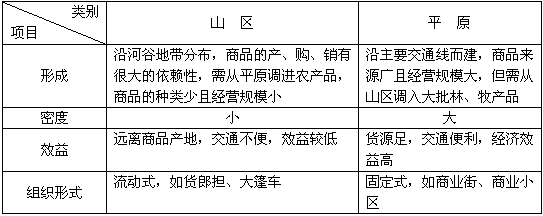 类别
项目
山 区
平 原
形成
沿河谷地带分布，商品的产、购、销有
很大的依赖性，需从平原调进农产品，
商品的种类少且经营规模小
沿主要交通线而建，商品来
源广且经营规模大，但需从
山区调入大批林、牧产品
密度
小
大
效益
远离商品产地，交通不便，效益较低
货源足，交通便利，经济效
益高
组织形式
流动式，如货郎担、大篷车
固定式，如商业街、商业小
区